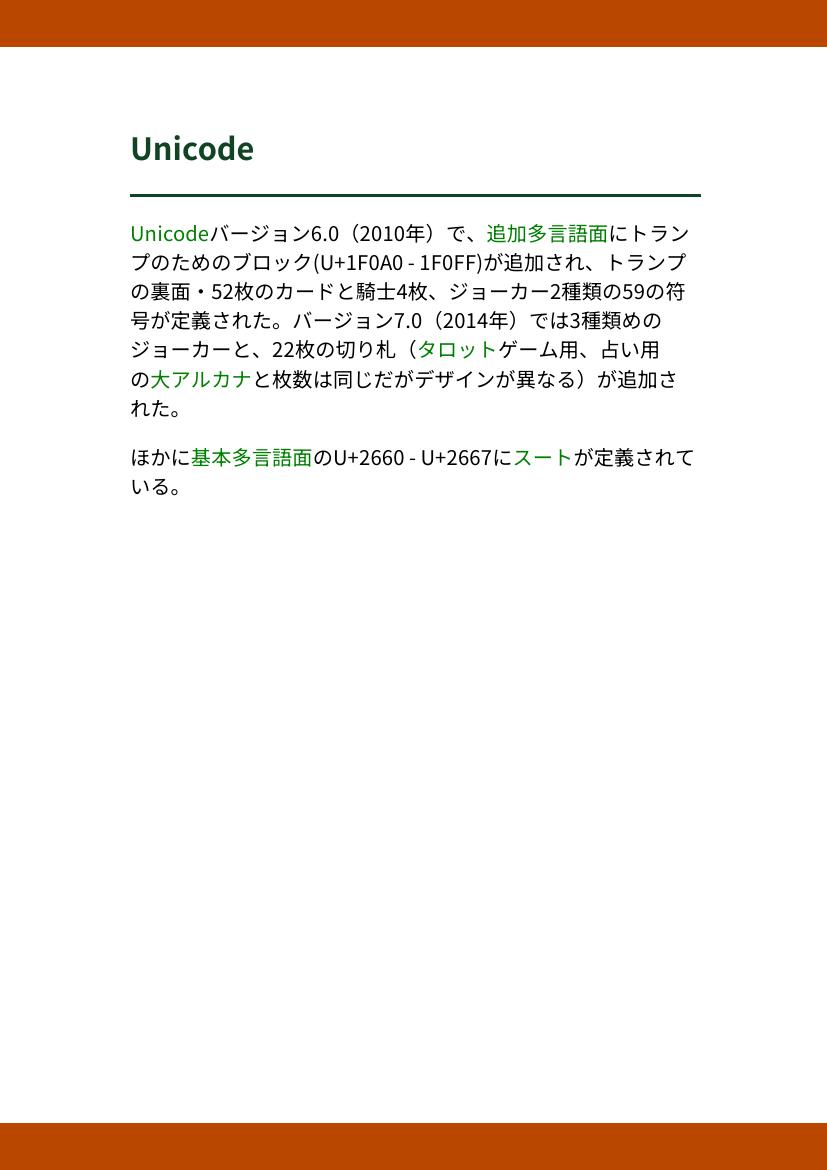 Unicode
Unicodeバージョン6.0（2010年）で、追加多言語面にトラン
プのためのブロック(U+1F0A0 - 1F0FF)が追加され、トランプ
の裏面・52枚のカードと騎士4枚、ジョーカー2種類の59の符
号が定義された。バージョン7.0（2014年）では3種類めの
ジョーカーと、22枚の切り札（タロットゲーム用、占い用
の大アルカナと枚数は同じだがデザインが異なる）が追加さ
れた。
ほかに基本多言語面のU+2660 - U+2667にスートが定義されて
いる。